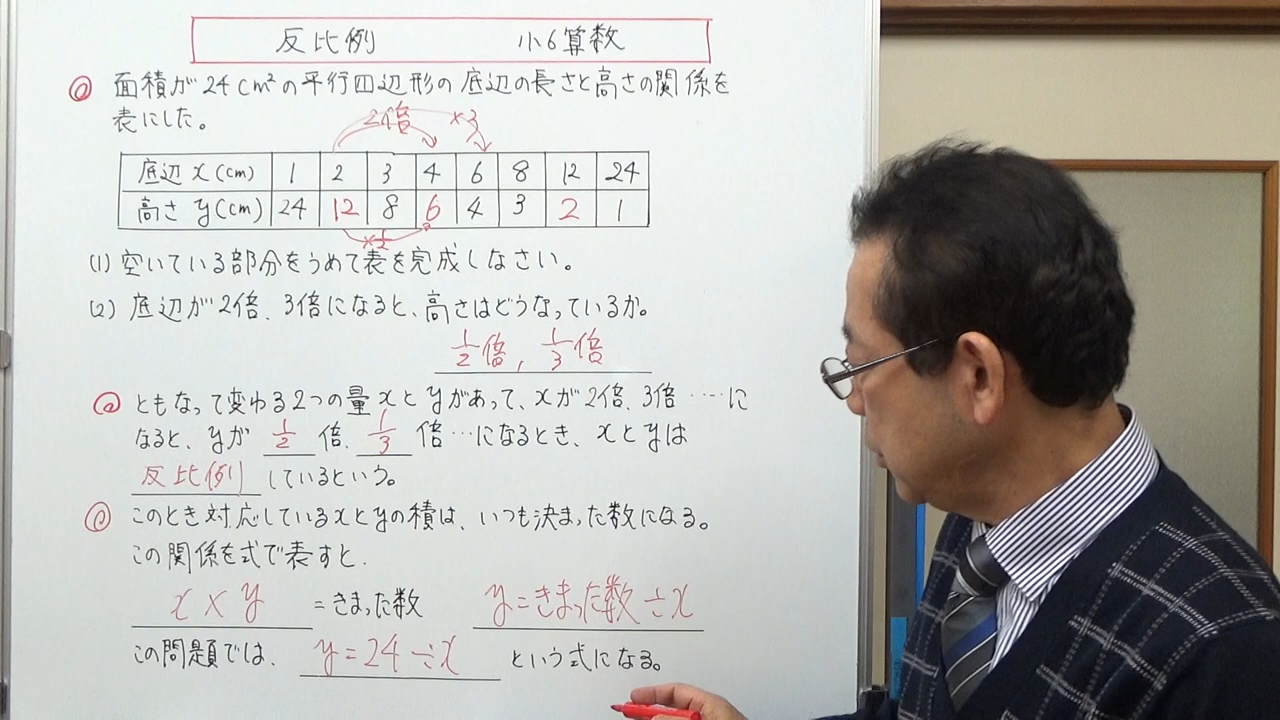 反比例 小6算数
◎ 面積が24cm²の平行四辺形の底辺の長さと高さの関係を
表にした。
2倍 ×3
底辺 x(cm) 1 2 3 4 6 8 12 24
高さ y(cm) 24 12 8 6 4 3 2 1
×1/2
(1) 空いている部分をうめて表を完成しなさい。
(2) 底辺が2倍、3倍になると、高さはどうなっているか。
1/2倍, 1/3倍
◎ ともなって変わる2つの量xとyがあって、xが2倍、3倍……に
なると、yが 1/2 倍、1/3 倍…になるとき、xとyは
反比例 しているという。
◎ このとき対応しているxとyの積は、いつも決まった数になる。
この関係を式で表すと、
x × y =きまった数 y=きまった数÷x
この問題では、 y=24÷x という式になる。